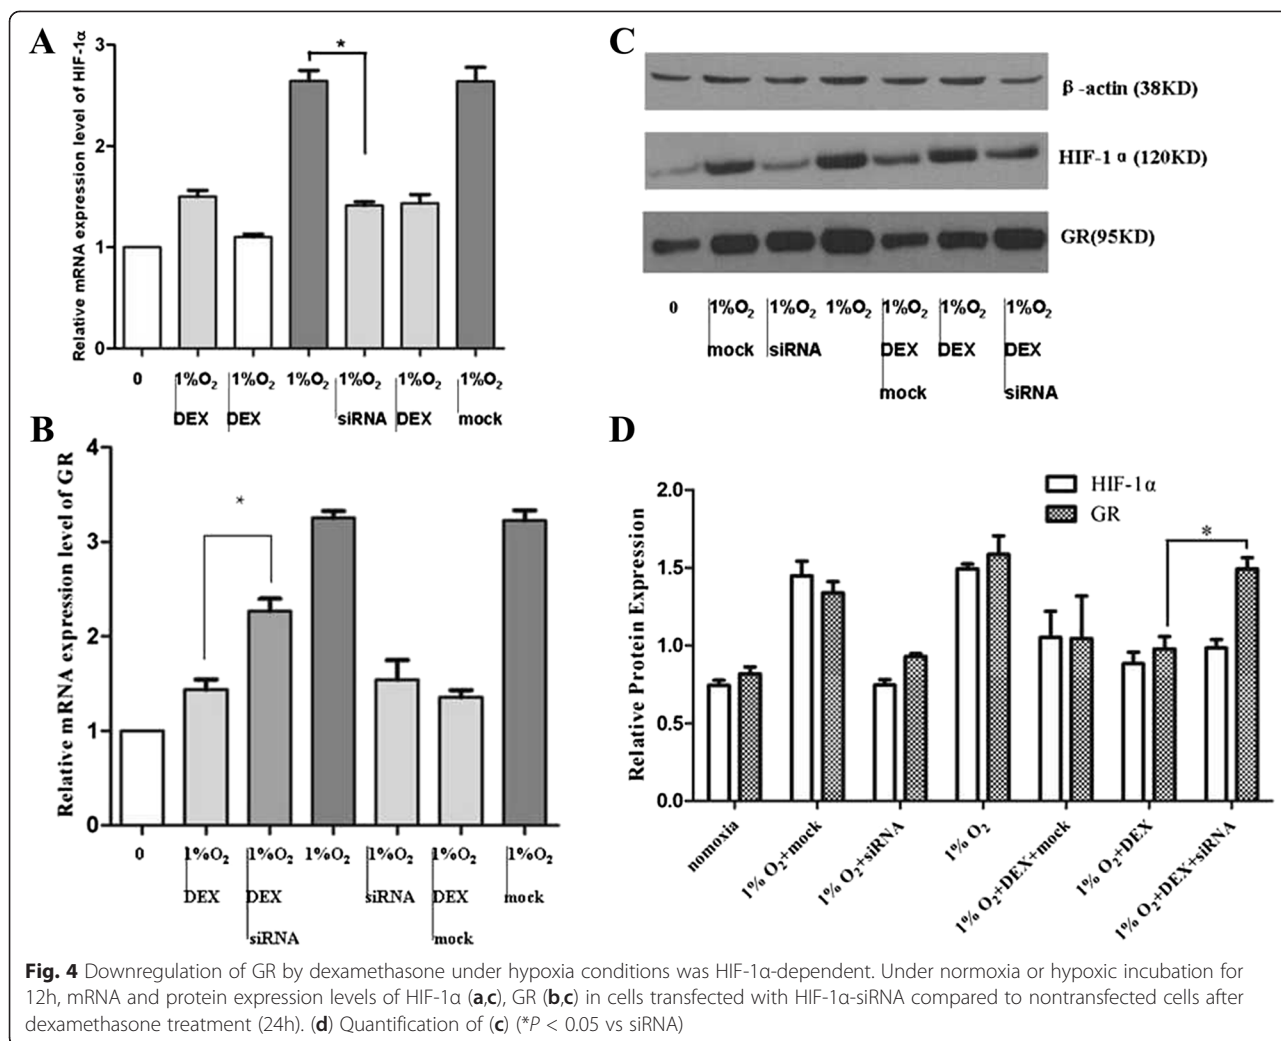 A
Relative mRNA expression level of HIF-1α
3
2
1
0
*
0 1%O₂ 1%O₂ 1%O₂ 1%O₂ 1%O₂ 1%O₂
DEX DEX siRNA DEX mock
B
Relative mRNA expression level of GR
4
3
2
1
0
*
0 1%O₂ 1%O₂ 1%O₂ 1%O₂ 1%O₂ 1%O₂
DEX DEX siRNA DEX mock
siRNA mock
C
β-actin (38KD)
HIF-1α (120KD)
GR(95KD)
0 1%O₂ 1%O₂ 1%O₂ 1%O₂ 1%O₂ 1%O₂
mock siRNA DEX DEX DEX
mock siRNA
D
HIF-1α
GR
Relative Protein Expression
2.0
1.5
1.0
0.5
0.0
*
nomoxia
1% O₂+mock
1% O₂+siRNA
1% O₂
1% O₂+DEX+mock
1% O₂+DEX
1% O₂+DEX+siRNA
Fig. 4 Downregulation of GR by dexamethasone under hypoxia conditions was HIF-1α-dependent. Under normoxia or hypoxic incubation for
12h, mRNA and protein expression levels of HIF-1α (a,c), GR (b,c) in cells transfected with HIF-1α-siRNA compared to nontransfected cells after
dexamethasone treatment (24h). (d) Quantification of (c) (*P < 0.05 vs siRNA)